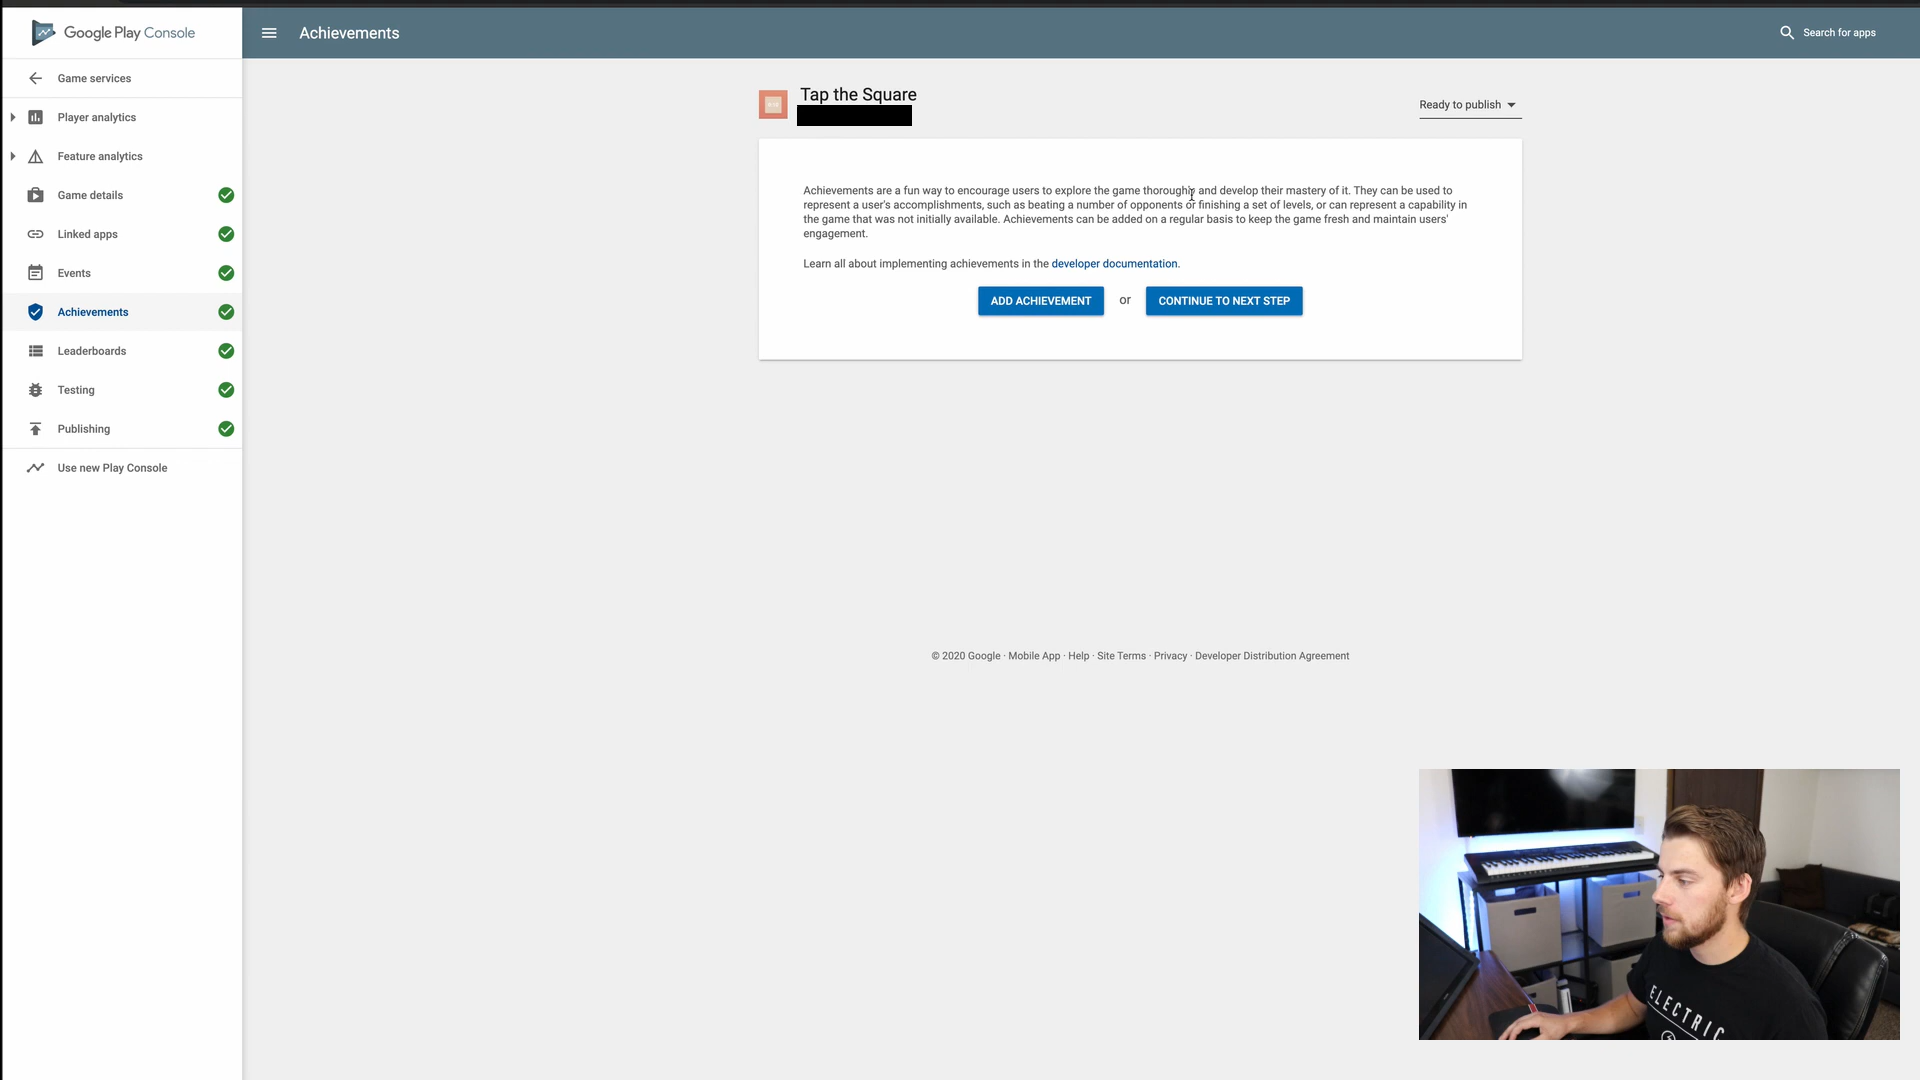 Google Play Console
Achievements
Search for apps
Game services
Player analytics
Feature analytics
Game details
Linked apps
Events
Achievements
Leaderboards
Testing
Publishing
Use new Play Console
Tap the Square
Ready to publish
Achievements are a fun way to encourage users to explore the game thoroughly and develop their mastery of it. They can be used to
represent a user's accomplishments, such as beating a number of opponents or finishing a set of levels, or can represent a capability in
the game that was not initially available. Achievements can be added on a regular basis to keep the game fresh and maintain users'
engagement.
Learn all about implementing achievements in the developer documentation.
ADD ACHIEVEMENT or CONTINUE TO NEXT STEP
© 2020 Google · Mobile App · Help · Site Terms · Privacy · Developer Distribution Agreement
ELECTRIC